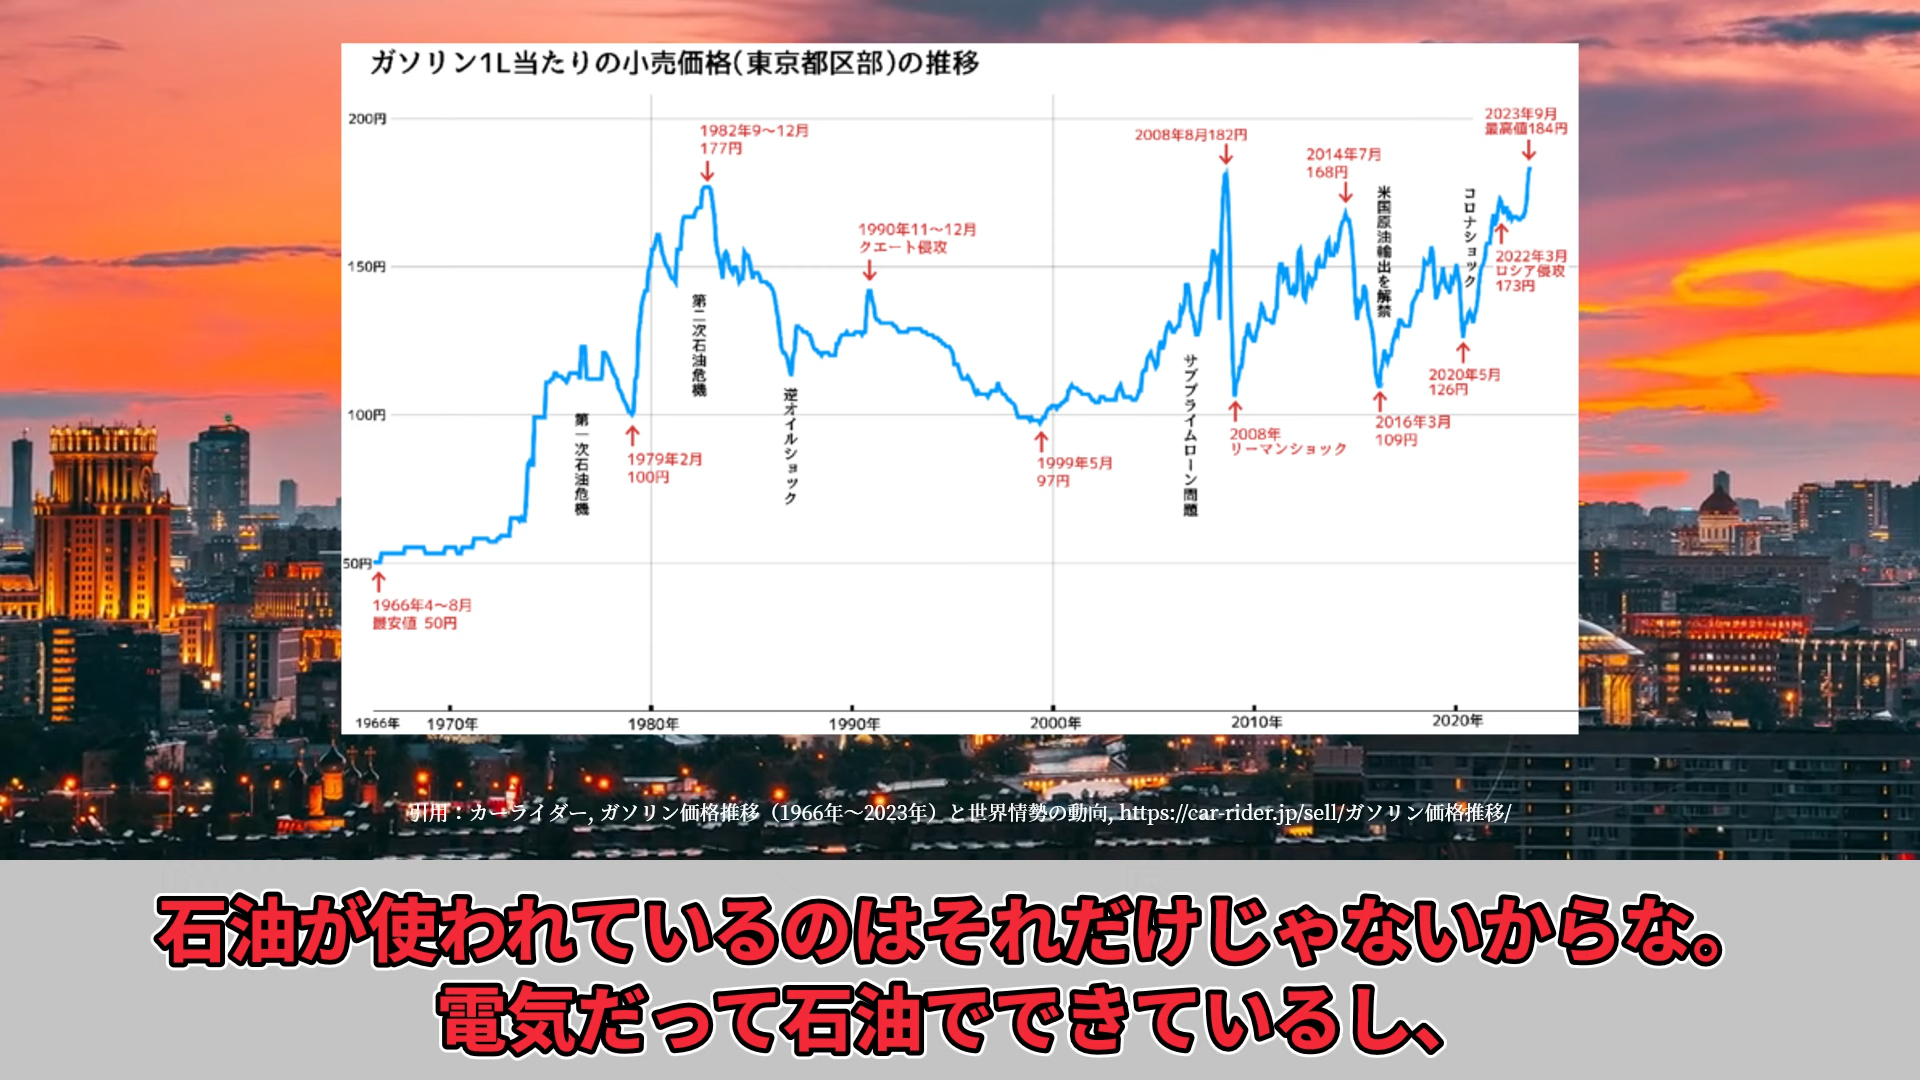 ガソリン1L当たりの小売価格(東京都区部)の推移
200円
150円
100円
50円
1966年4〜8月
最安値 50円
第一次石油危機
1979年2月
100円
1982年9〜12月
177円
第二次石油危機
逆オイルショック
1990年11〜12月
クエート侵攻
1999年5月
97円
サブプライムローン問題
2008年8月182円
2008年
リーマンショック
2014年7月
168円
米国原油輸出を解禁
2016年3月
109円
コロナショック
2020年5月
126円
2022年3月
ロシア侵攻
173円
2023年9月
最高値184円
1966年
1970年
1980年
1990年
2000年
2010年
2020年
引用：カーライダー, ガソリン価格推移（1966年〜2023年）と世界情勢の動向, https://car-rider.jp/sell/ガソリン価格推移/
石油が使われているのはそれだけじゃないからな。
電気だって石油でできているし、